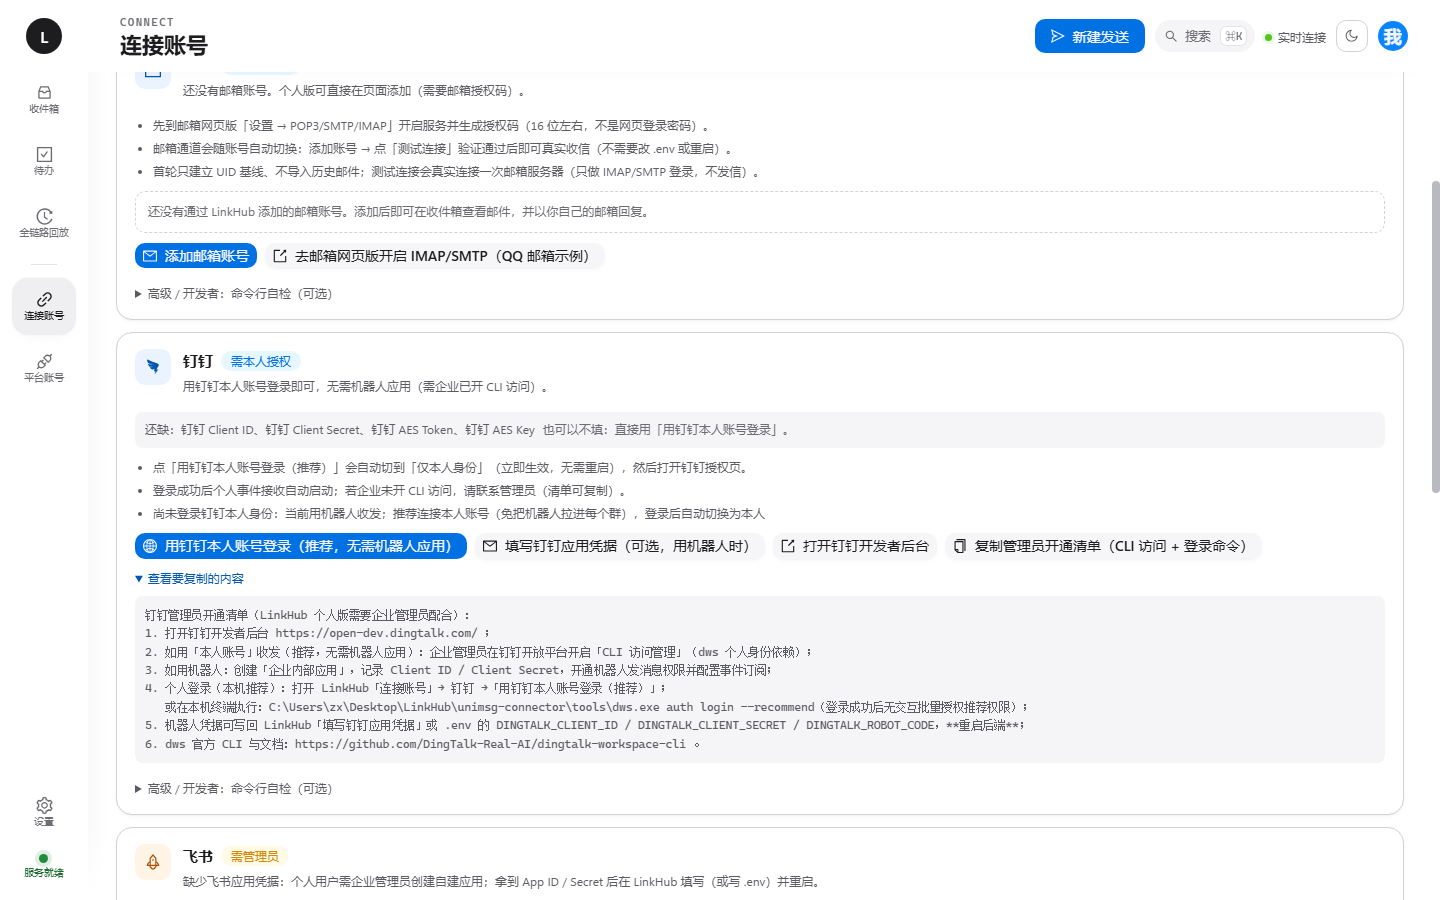 L
CONNECT
连接账号
新建发送
搜索 ⌘K
实时连接
我
收件箱
待办
全链路回放
连接账号
平台账号
设置
服务就绪
还没有邮箱账号。个人版可直接在页面添加（需要邮箱授权码）。
• 先到邮箱网页版「设置 → POP3/SMTP/IMAP」开启服务并生成授权码（16 位左右，不是网页登录密码）。
• 邮箱通道会随账号自动切换：添加账号 → 点「测试连接」验证通过后即可真实收信（不需要改 .env 或重启）。
• 首轮只建立 UID 基线、不导入历史邮件；测试连接会真实连接一次邮箱服务器（只做 IMAP/SMTP 登录，不发信）。
还没有通过 LinkHub 添加的邮箱账号。添加后即可在收件箱查看邮件，并以你自己的邮箱回复。
添加邮箱账号
去邮箱网页版开启 IMAP/SMTP（QQ 邮箱示例）
▶ 高级 / 开发者：命令行自检（可选）
钉钉 需本人授权
用钉钉本人账号登录即可，无需机器人应用（需企业已开 CLI 访问）。
还缺：钉钉 Client ID、钉钉 Client Secret、钉钉 AES Token、钉钉 AES Key 也可以不填：直接用「用钉钉本人账号登录」。
• 点「用钉钉本人账号登录（推荐）」会自动切到「仅本人身份」（立即生效，无需重启），然后打开钉钉授权页。
• 登录成功后个人事件接收自动启动；若企业未开 CLI 访问，请联系管理员（清单可复制）。
• 尚未登录钉钉本人身份：当前用机器人收发；推荐连接本人账号（免把机器人拉进每个群），登录后自动切换为本人
用钉钉本人账号登录（推荐，无需机器人应用）
填写钉钉应用凭据（可选，用机器人时）
打开钉钉开发者后台
复制管理员开通清单（CLI 访问 + 登录命令）
▼ 查看要复制的内容
钉钉管理员开通清单（LinkHub 个人版需要企业管理员配合）：
1. 打开钉钉开发者后台 https://open-dev.dingtalk.com/ ；
2. 如用「本人账号」收发（推荐，无需机器人应用）：企业管理员在钉钉开放平台开启「CLI 访问管理」（dws 个人身份依赖）；
3. 如用机器人：创建「企业内部应用」，记录 Client ID / Client Secret，开通机器人发消息权限并配置事件订阅；
4. 个人登录（本机推荐）：打开 LinkHub「连接账号」→ 钉钉 →「用钉钉本人账号登录（推荐）」；
或在本机终端执行：C:\Users\zx\Desktop\LinkHub\unimsg-connector\tools\dws.exe auth login --recommend（登录成功后无交互批量授权推荐权限）；
5. 机器人凭据可写回 LinkHub「填写钉钉应用凭据」或 .env 的 DINGTALK_CLIENT_ID / DINGTALK_CLIENT_SECRET / DINGTALK_ROBOT_CODE，**重启后端**；
6. dws 官方 CLI 与文档：https://github.com/DingTalk-Real-AI/dingtalk-workspace-cli 。
▶ 高级 / 开发者：命令行自检（可选）
飞书 需管理员
缺少飞书应用凭据：个人用户需企业管理员创建自建应用；拿到 App ID / Secret 后在 LinkHub 填写（或写 .env）并重启。